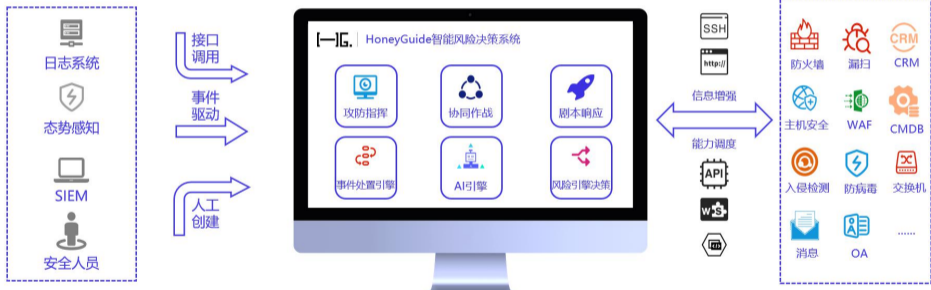 日志系统
态势感知
SIEM
安全人员
接口
调用
事件
驱动
人工
创建
HG. HoneyGuide智能风险决策系统
攻防指挥
协同作战
剧本响应
事件处置引擎
AI引擎
风险引擎决策
SSH
http://
信息增强
能力调度
API
WS
防火墙
漏扫
CRM
CRM
主机安全
WAF
CMDB
入侵检测
防病毒
交换机
消息
OA
......